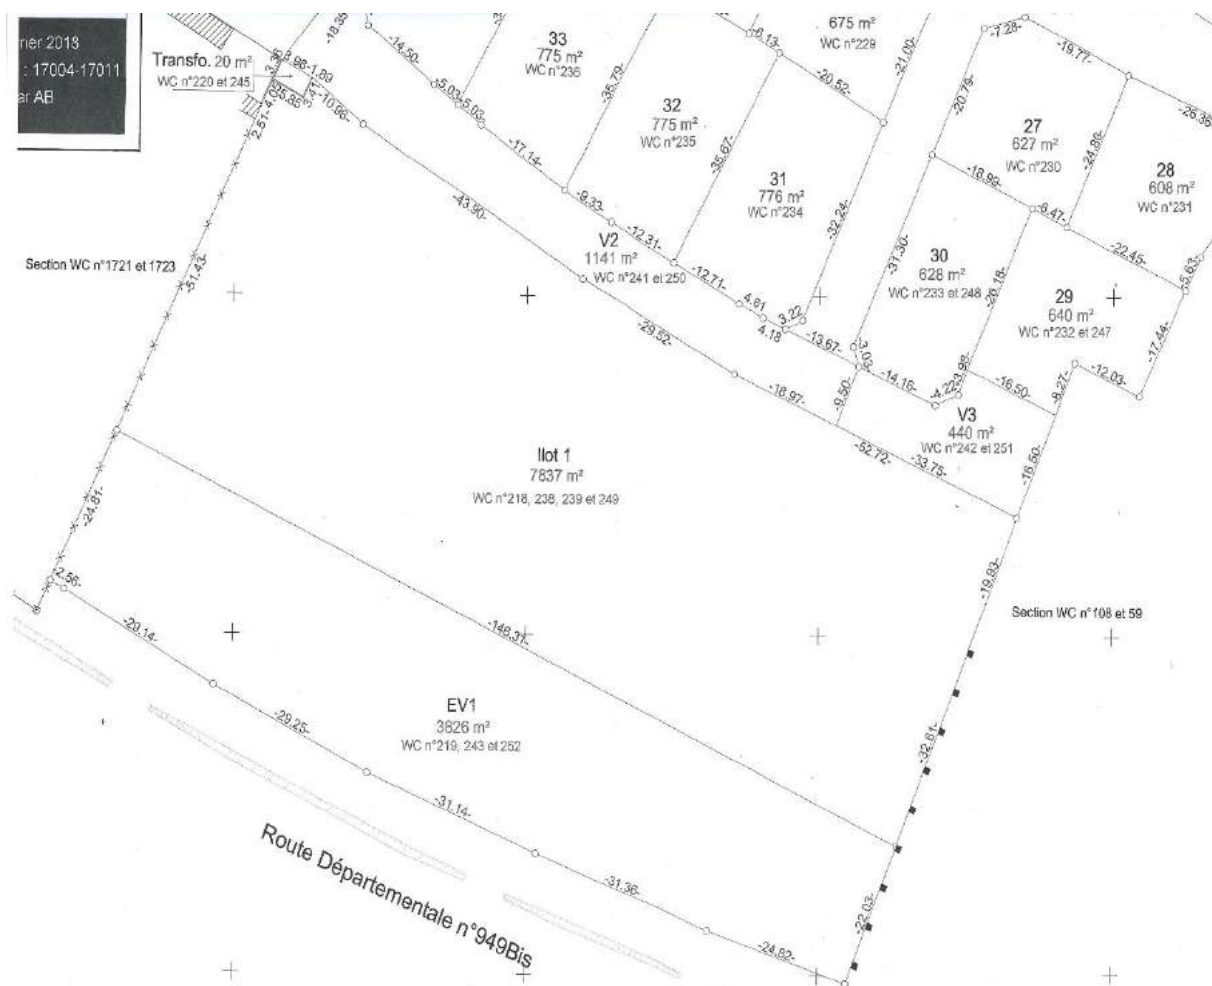 rier 2018
: 17004-17011
ar AB
Transfo. 20 m²
WC n°220 et 245
33
775 m²
WC n°236
675 m²
WC n°229
32
775 m²
WC n°235
31
776 m²
WC n°234
27
627 m²
WC n°230
28
608 m²
WC n°231
30
628 m²
WC n°233 et 248
29
640 m²
WC n°232 et 247
V2
1141 m²
WC n°241 et 250
V3
440 m²
WC n°242 et 251
Section WC n°1721 et 1723
Ilot 1
7837 m²
WC n°218, 238, 239 et 249
Section WC n°108 et 59
EV1
3826 m²
WC n°219, 243 et 252
Route Départementale n°949Bis
-18.35
-14.50-
-5.03-
-5.03-
-17.14-
-9.33-
-12.31-
-12.71-
4.61
4.18
3.22
-13.67-
-3.03-
-14.16-
-4.22-
-3.98-
-16.50-
-8.27-
-12.03-
-17.44-
-5.63-
-22.45-
-6.47-
-18.99-
-20.79-
-7.28-
-19.77-
-26.36-
-24.89-
-26.18-
-31.30-
-32.24-
-21.00-
-20.52-
-6.13-
-35.67-
-35.79-
3.98
-1.89
-10.96-
-43.90-
-29.52-
-18.97-
-9.50-
-52.72-
-33.75-
-16.50-
-19.93-
-32.61-
-22.03-
-2.51-
-51.43-
-24.81-
-2.56-
-29.14-
-29.25-
-31.14-
-31.36-
-24.82-
-146.31-